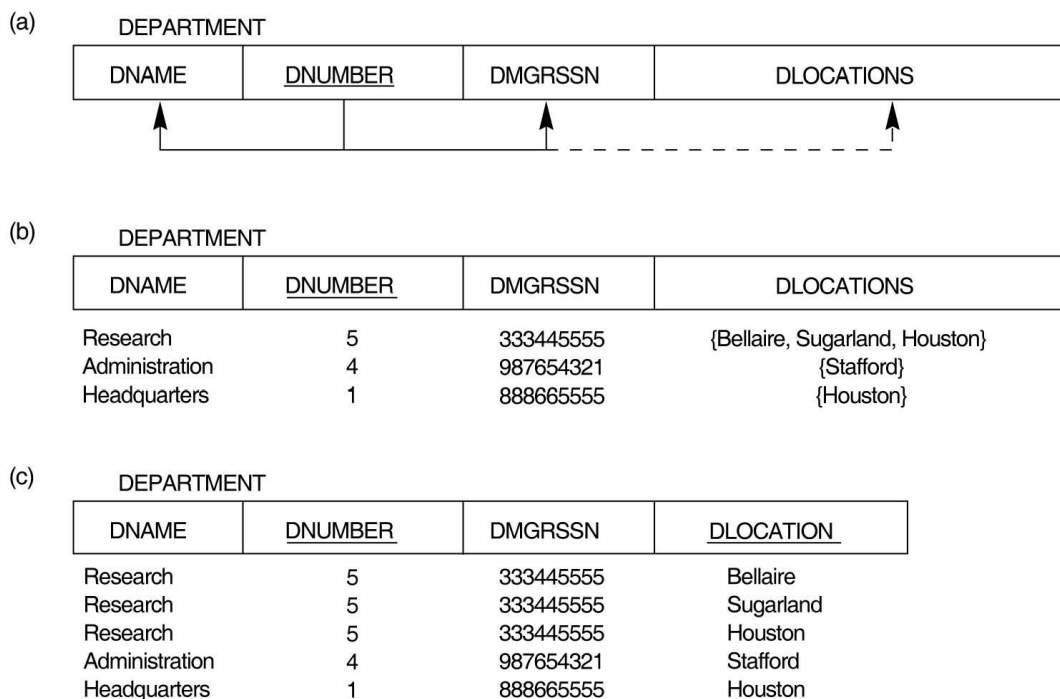 (a) DEPARTMENT
DNAME DNUMBER DMGRSSN DLOCATIONS
(b) DEPARTMENT
DNAME DNUMBER DMGRSSN DLOCATIONS
Research 5 333445555 {Bellaire, Sugarland, Houston}
Administration 4 987654321 {Stafford}
Headquarters 1 888665555 {Houston}
(c) DEPARTMENT
DNAME DNUMBER DMGRSSN DLOCATION
Research 5 333445555 Bellaire
Research 5 333445555 Sugarland
Research 5 333445555 Houston
Administration 4 987654321 Stafford
Headquarters 1 888665555 Houston